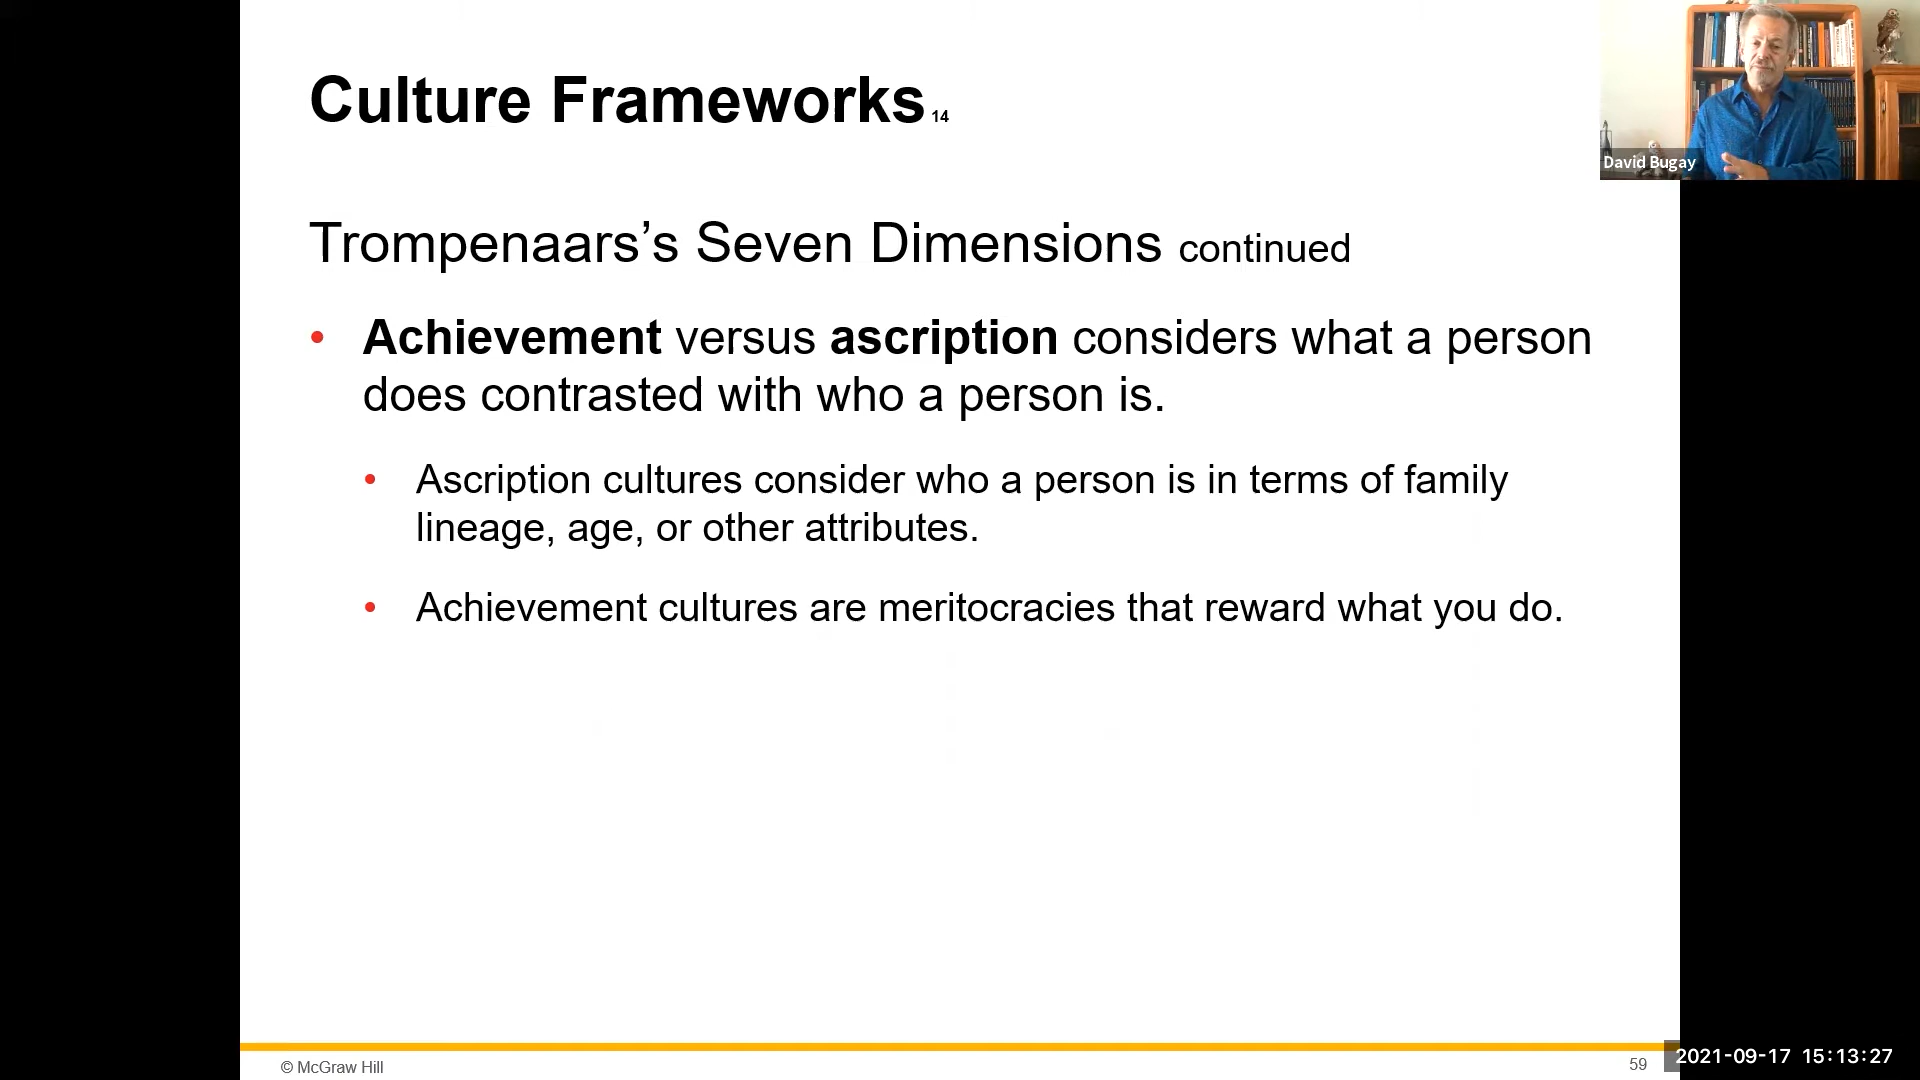 Culture Frameworks 14
David Bugay
Trompenaars’s Seven Dimensions continued
• Achievement versus ascription considers what a person
does contrasted with who a person is.
• Ascription cultures consider who a person is in terms of family
lineage, age, or other attributes.
• Achievement cultures are meritocracies that reward what you do.
© McGraw Hill
59
2021-09-17 15:13:27